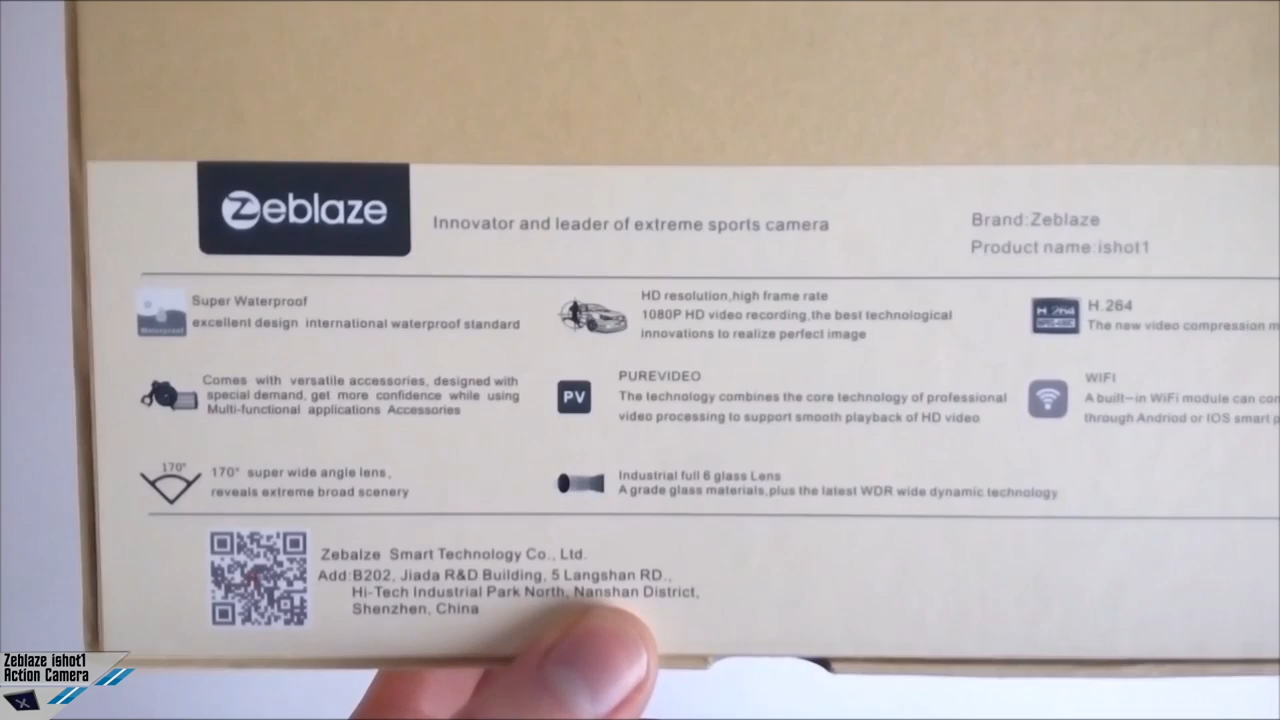 Zeblaze
Innovator and leader of extreme sports camera
Brand:Zeblaze
Product name:ishot1
Waterproof
Super Waterproof
excellent design international waterproof standard
HD resolution,high frame rate
1080P HD video recording,the best technological
innovations to realize perfect image
H.264
H.264
The new video compression m
Comes with versatile accessories, designed with
special demand, get more confidence while using
Multi-functional applications Accessories
PV
PUREVIDEO
The technology combines the core technology of professional
video processing to support smooth playback of HD video
WIFI
A built-in WiFi module can con
through Andriod or IOS smart p
170°
170° super wide angle lens,
reveals extreme broad scenery
Industrial full 6 glass Lens
A grade glass materials,plus the latest WDR wide dynamic technology
Zebalze Smart Technology Co., Ltd.
Add:B202, Jiada R&D Building, 5 Langshan RD.,
Hi-Tech Industrial Park North, Nanshan District,
Shenzhen, China
Zeblaze ishot1
Action Camera